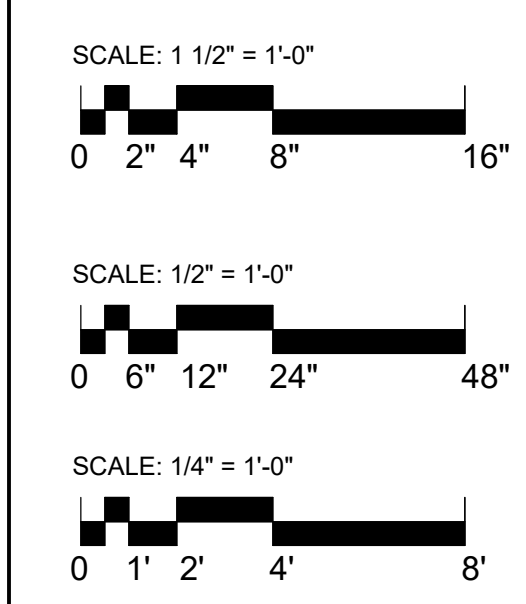 SCALE: 1 1/2" = 1'-0"
0 2" 4" 8" 16"
SCALE: 1/2" = 1'-0"
0 6" 12" 24" 48"
SCALE: 1/4" = 1'-0"
0 1' 2' 4' 8'